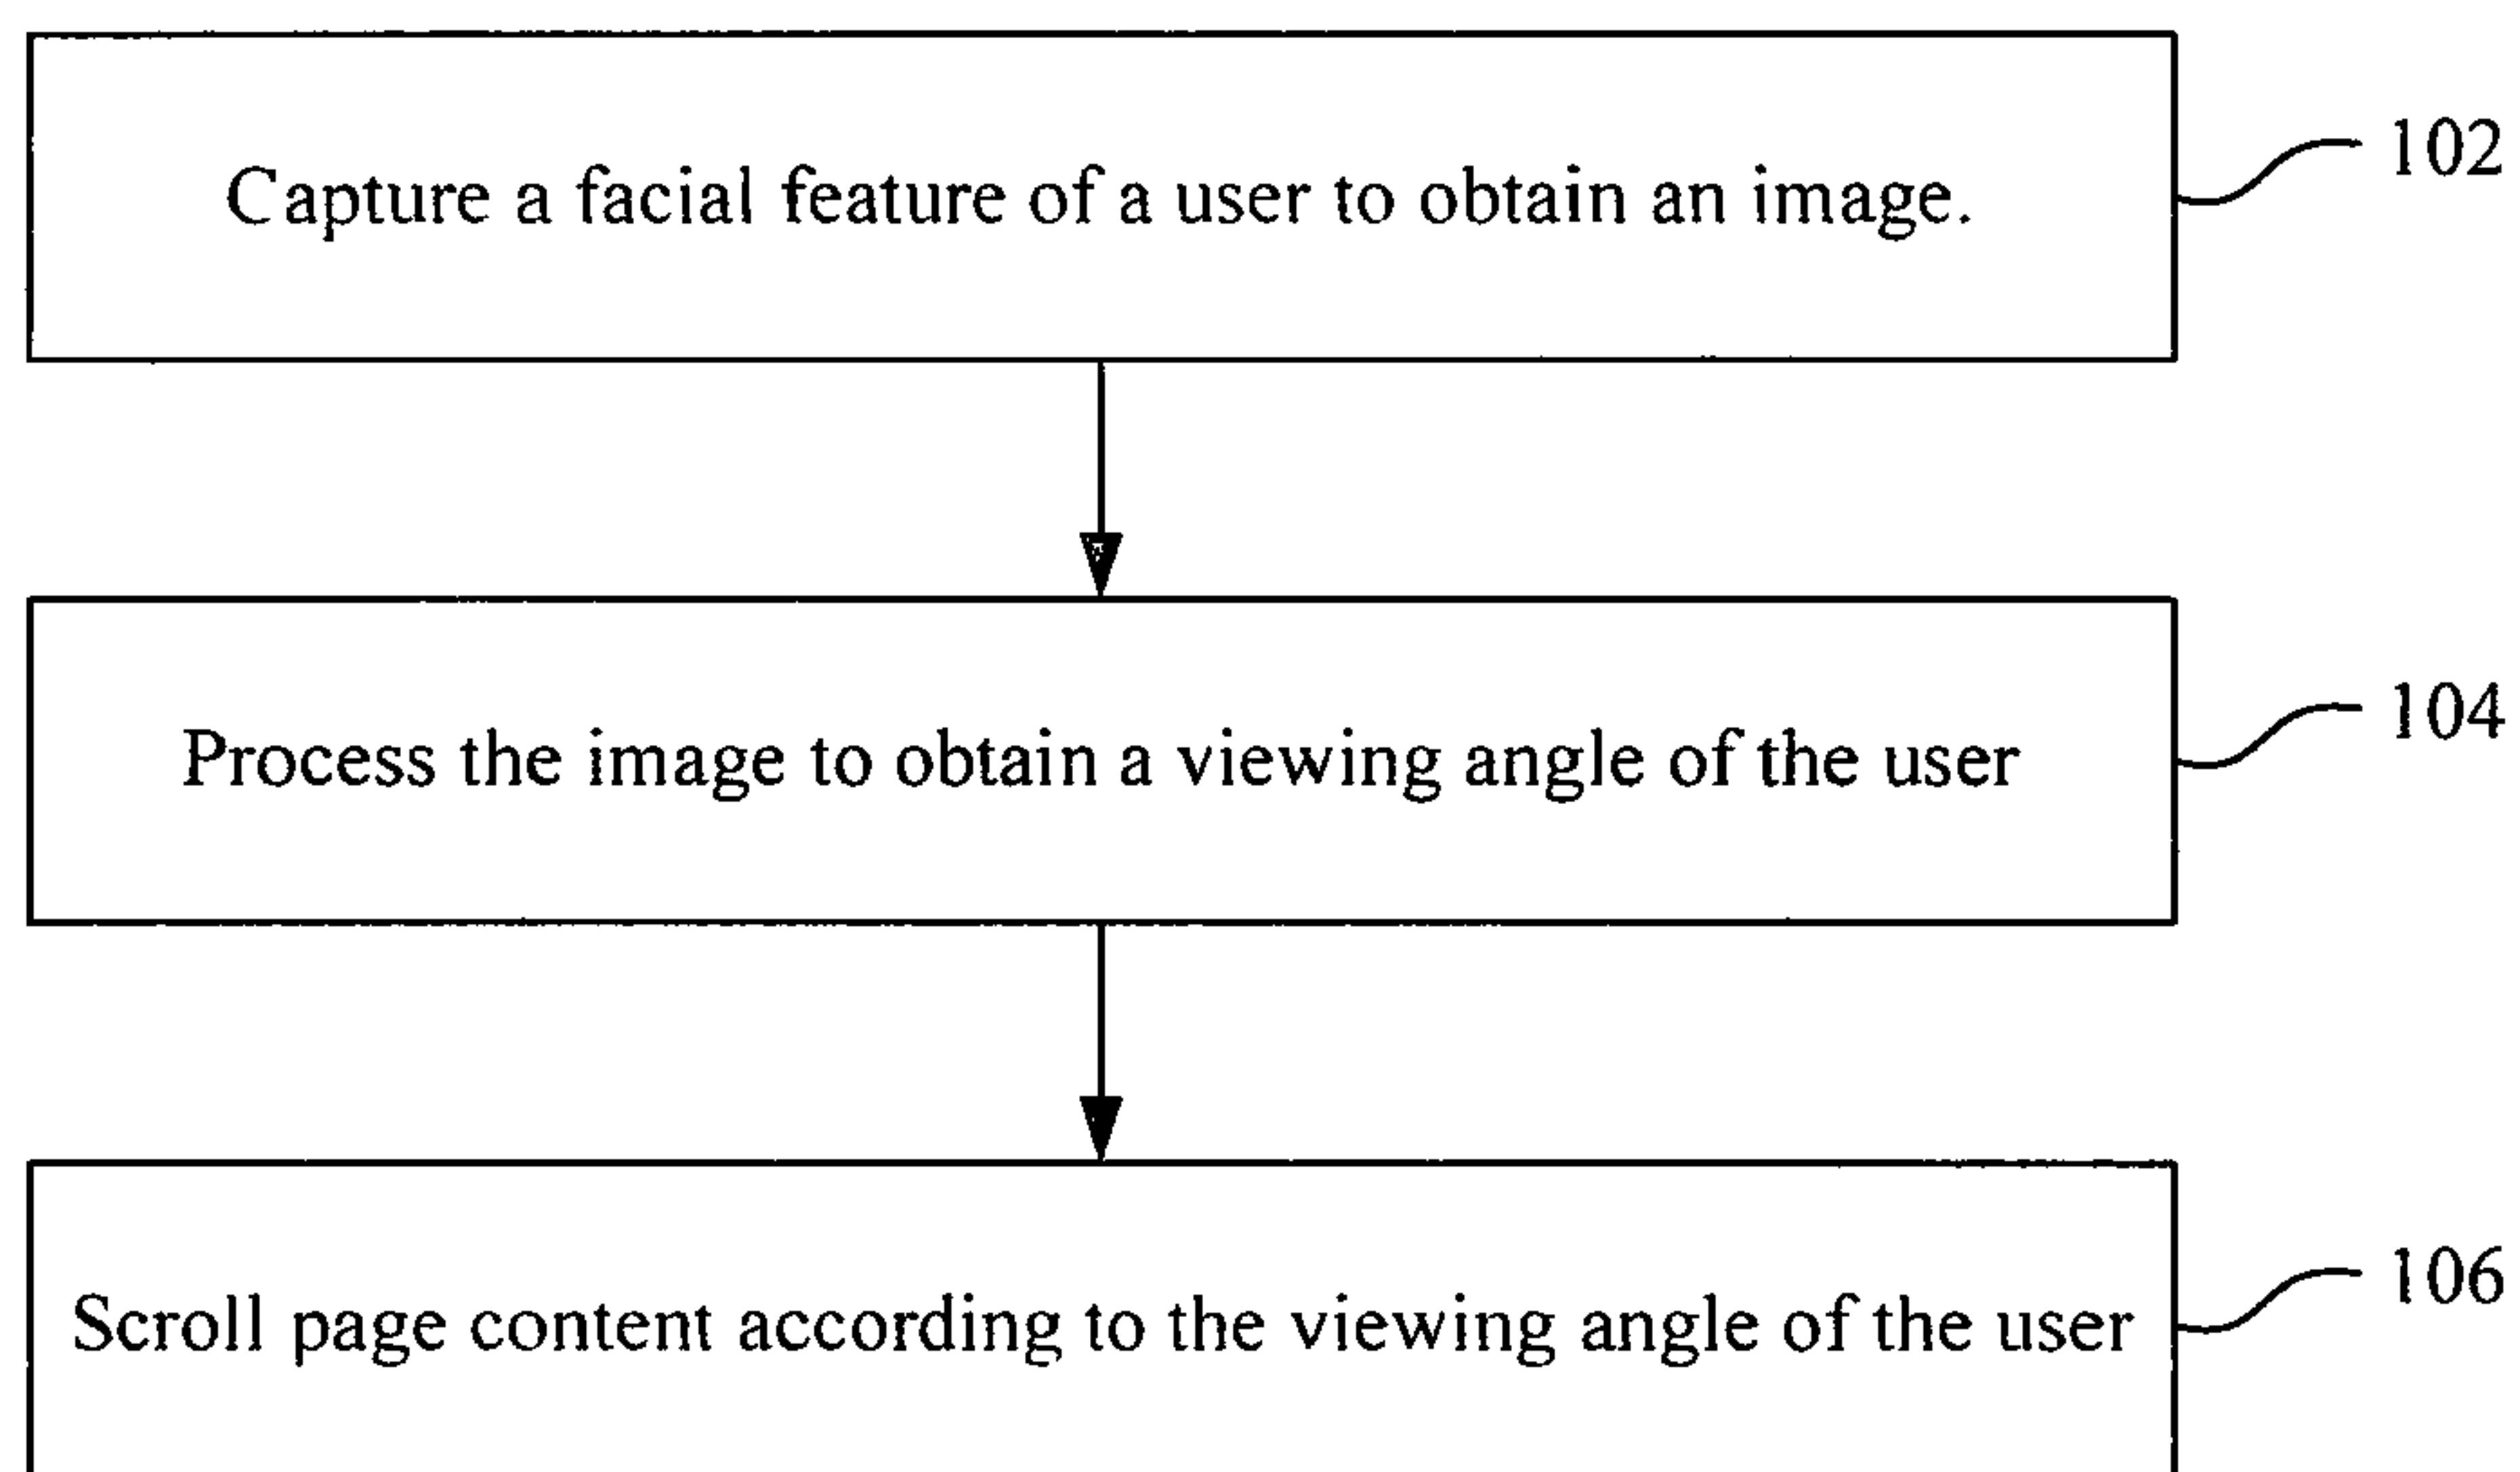 Capture a facial feature of a user to obtain an image.
102
Process the image to obtain a viewing angle of the user
104
Scroll page content according to the viewing angle of the user
106